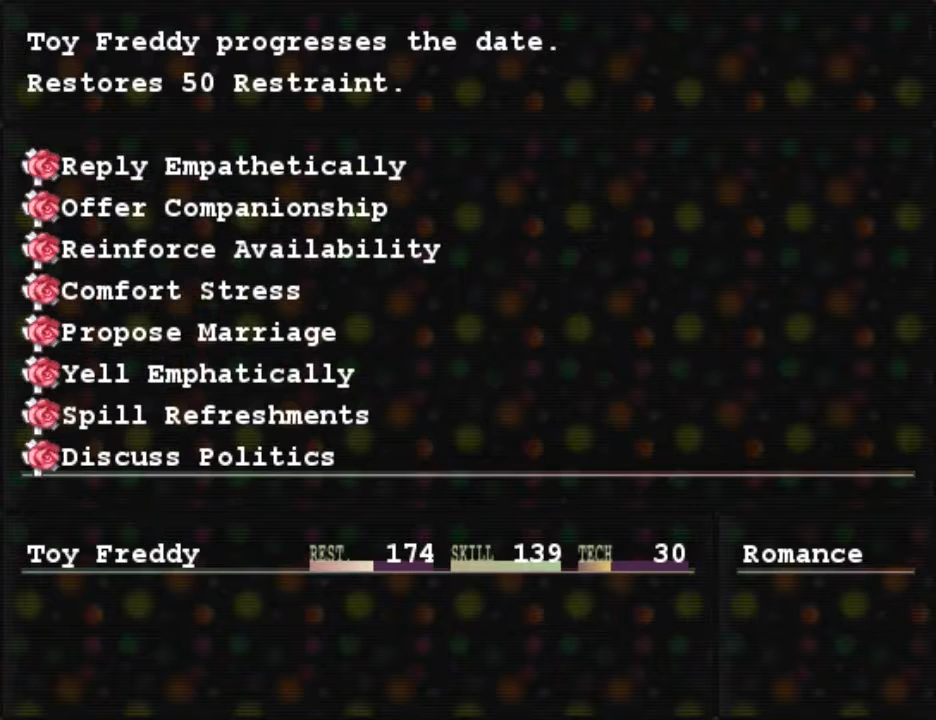 Toy Freddy progresses the date.
Restores 50 Restraint.
Reply Empathetically
Offer Companionship
Reinforce Availability
Comfort Stress
Propose Marriage
Yell Emphatically
Spill Refreshments
Discuss Politics
Toy Freddy REST. 174 SKILL 139 TECH 30 Romance